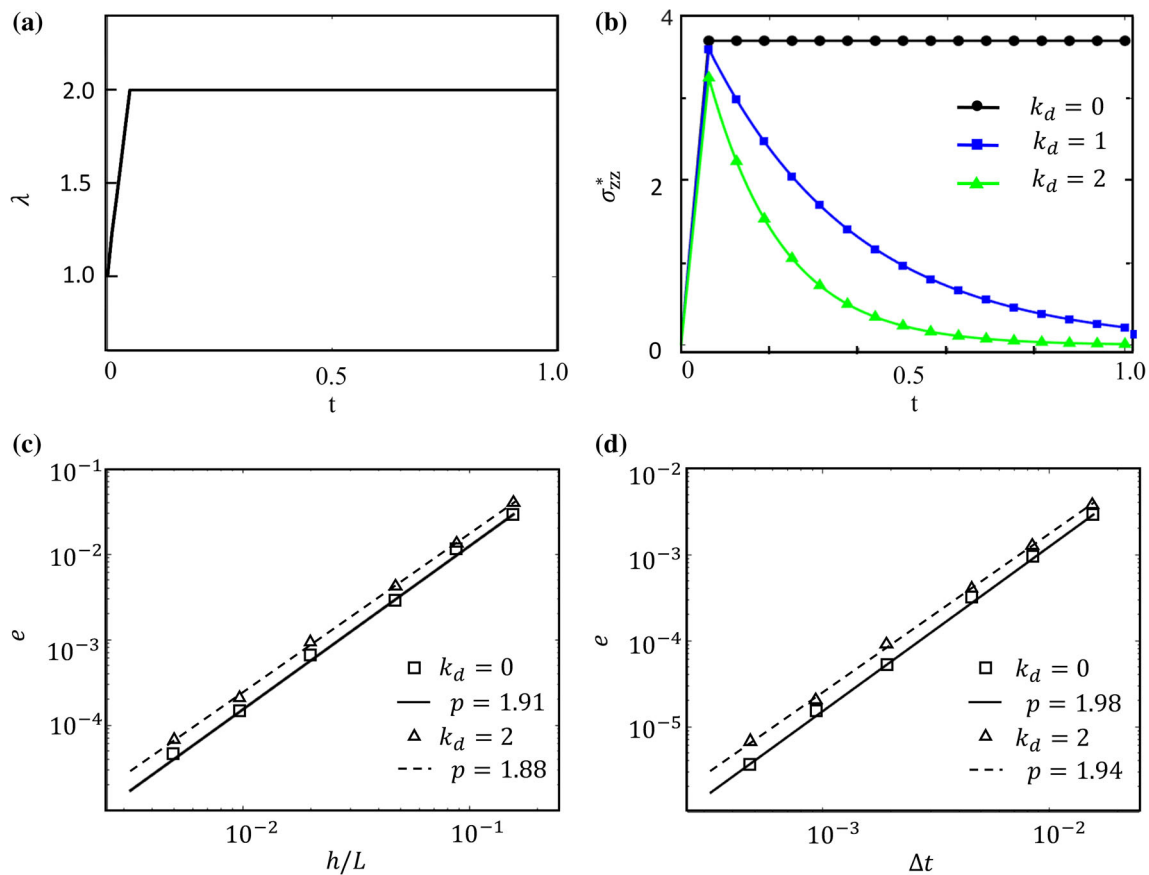 (a)
2.0
1.5
1.0
λ
0
0.5
1.0
t
(b)
4
2
0
σ*zz
k_d = 0
k_d = 1
k_d = 2
0
0.5
1.0
t
(c)
10^-1
10^-2
10^-3
10^-4
e
k_d = 0
p = 1.91
k_d = 2
p = 1.88
10^-2
10^-1
h/L
(d)
10^-2
10^-3
10^-4
10^-5
e
k_d = 0
p = 1.98
k_d = 2
p = 1.94
10^-3
10^-2
Δt